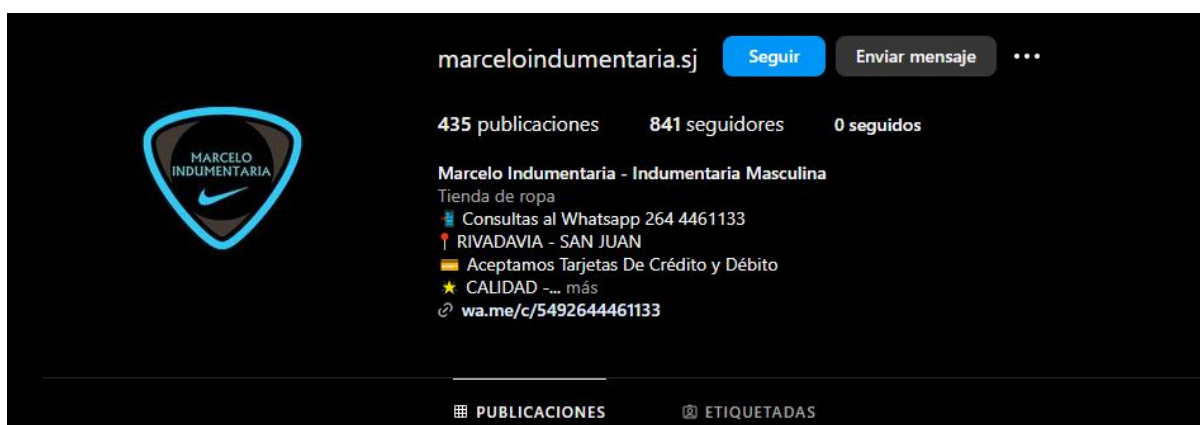 marceloindumentaria.sj Seguir Enviar mensaje
435 publicaciones 841 seguidores 0 seguidos
MARCELO
INDUMENTARIA
Marcelo Indumentaria - Indumentaria Masculina
Tienda de ropa
Consultas al Whatsapp 264 4461133
RIVADAVIA - SAN JUAN
Aceptamos Tarjetas De Crédito y Débito
CALIDAD -... más
wa.me/c/5492644461133
PUBLICACIONES ETIQUETADAS